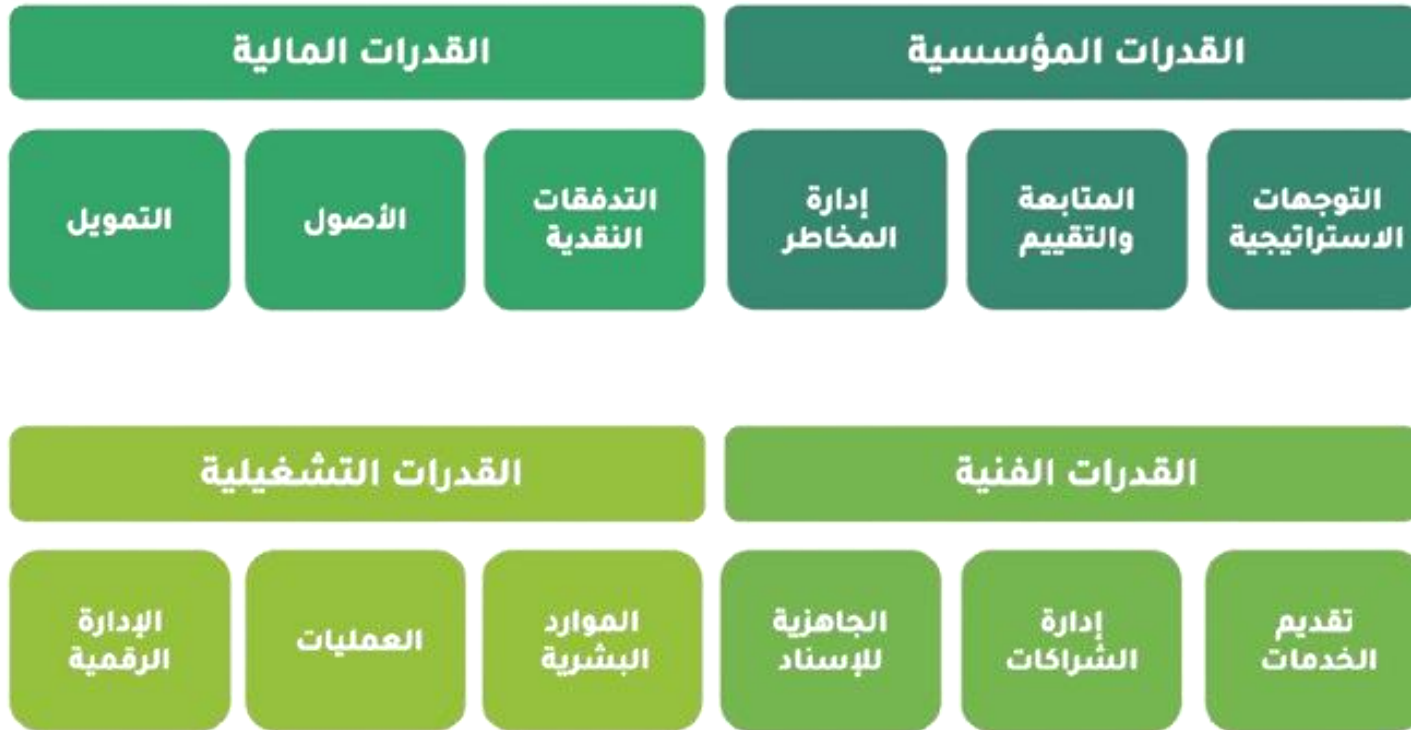 القدرات المؤسسية
التوجهات
الاستراتيجية
المتابعة
والتقييم
إدارة
المخاطر
القدرات المالية
التدفقات
النقدية
الأصول
التمويل
القدرات الفنية
تقديم
الخدمات
إدارة
الشراكات
الجاهزية
للإسناد
القدرات التشغيلية
الموارد
البشرية
العمليات
الإدارة
الرقمية